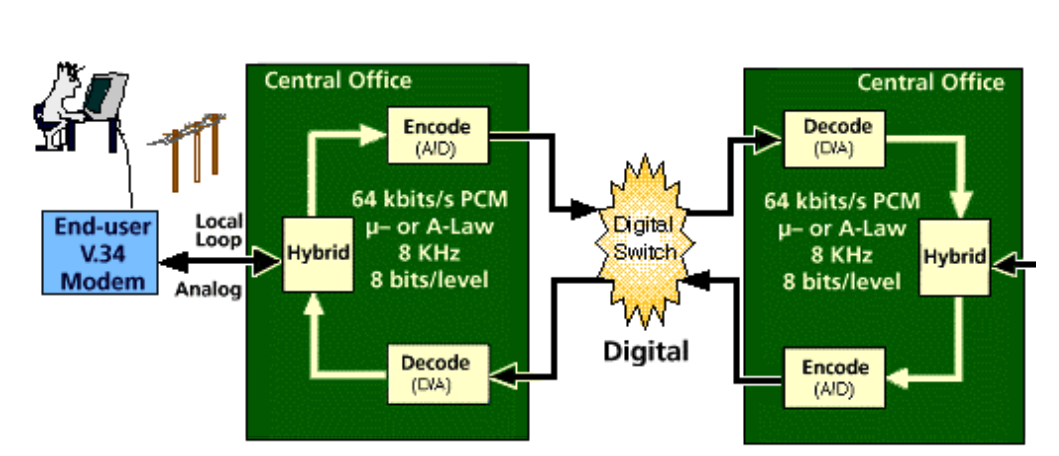 Central Office
Encode
(A/D)
64 kbits/s PCM
μ– or A-Law
8 KHz
8 bits/level
Hybrid
Decode
(D/A)
End-user
V.34
Modem
Local
Loop
Analog
Digital
Switch
Digital
Central Office
Decode
(D/A)
64 kbits/s PCM
μ– or A-Law
8 KHz
8 bits/level
Hybrid
Encode
(A/D)